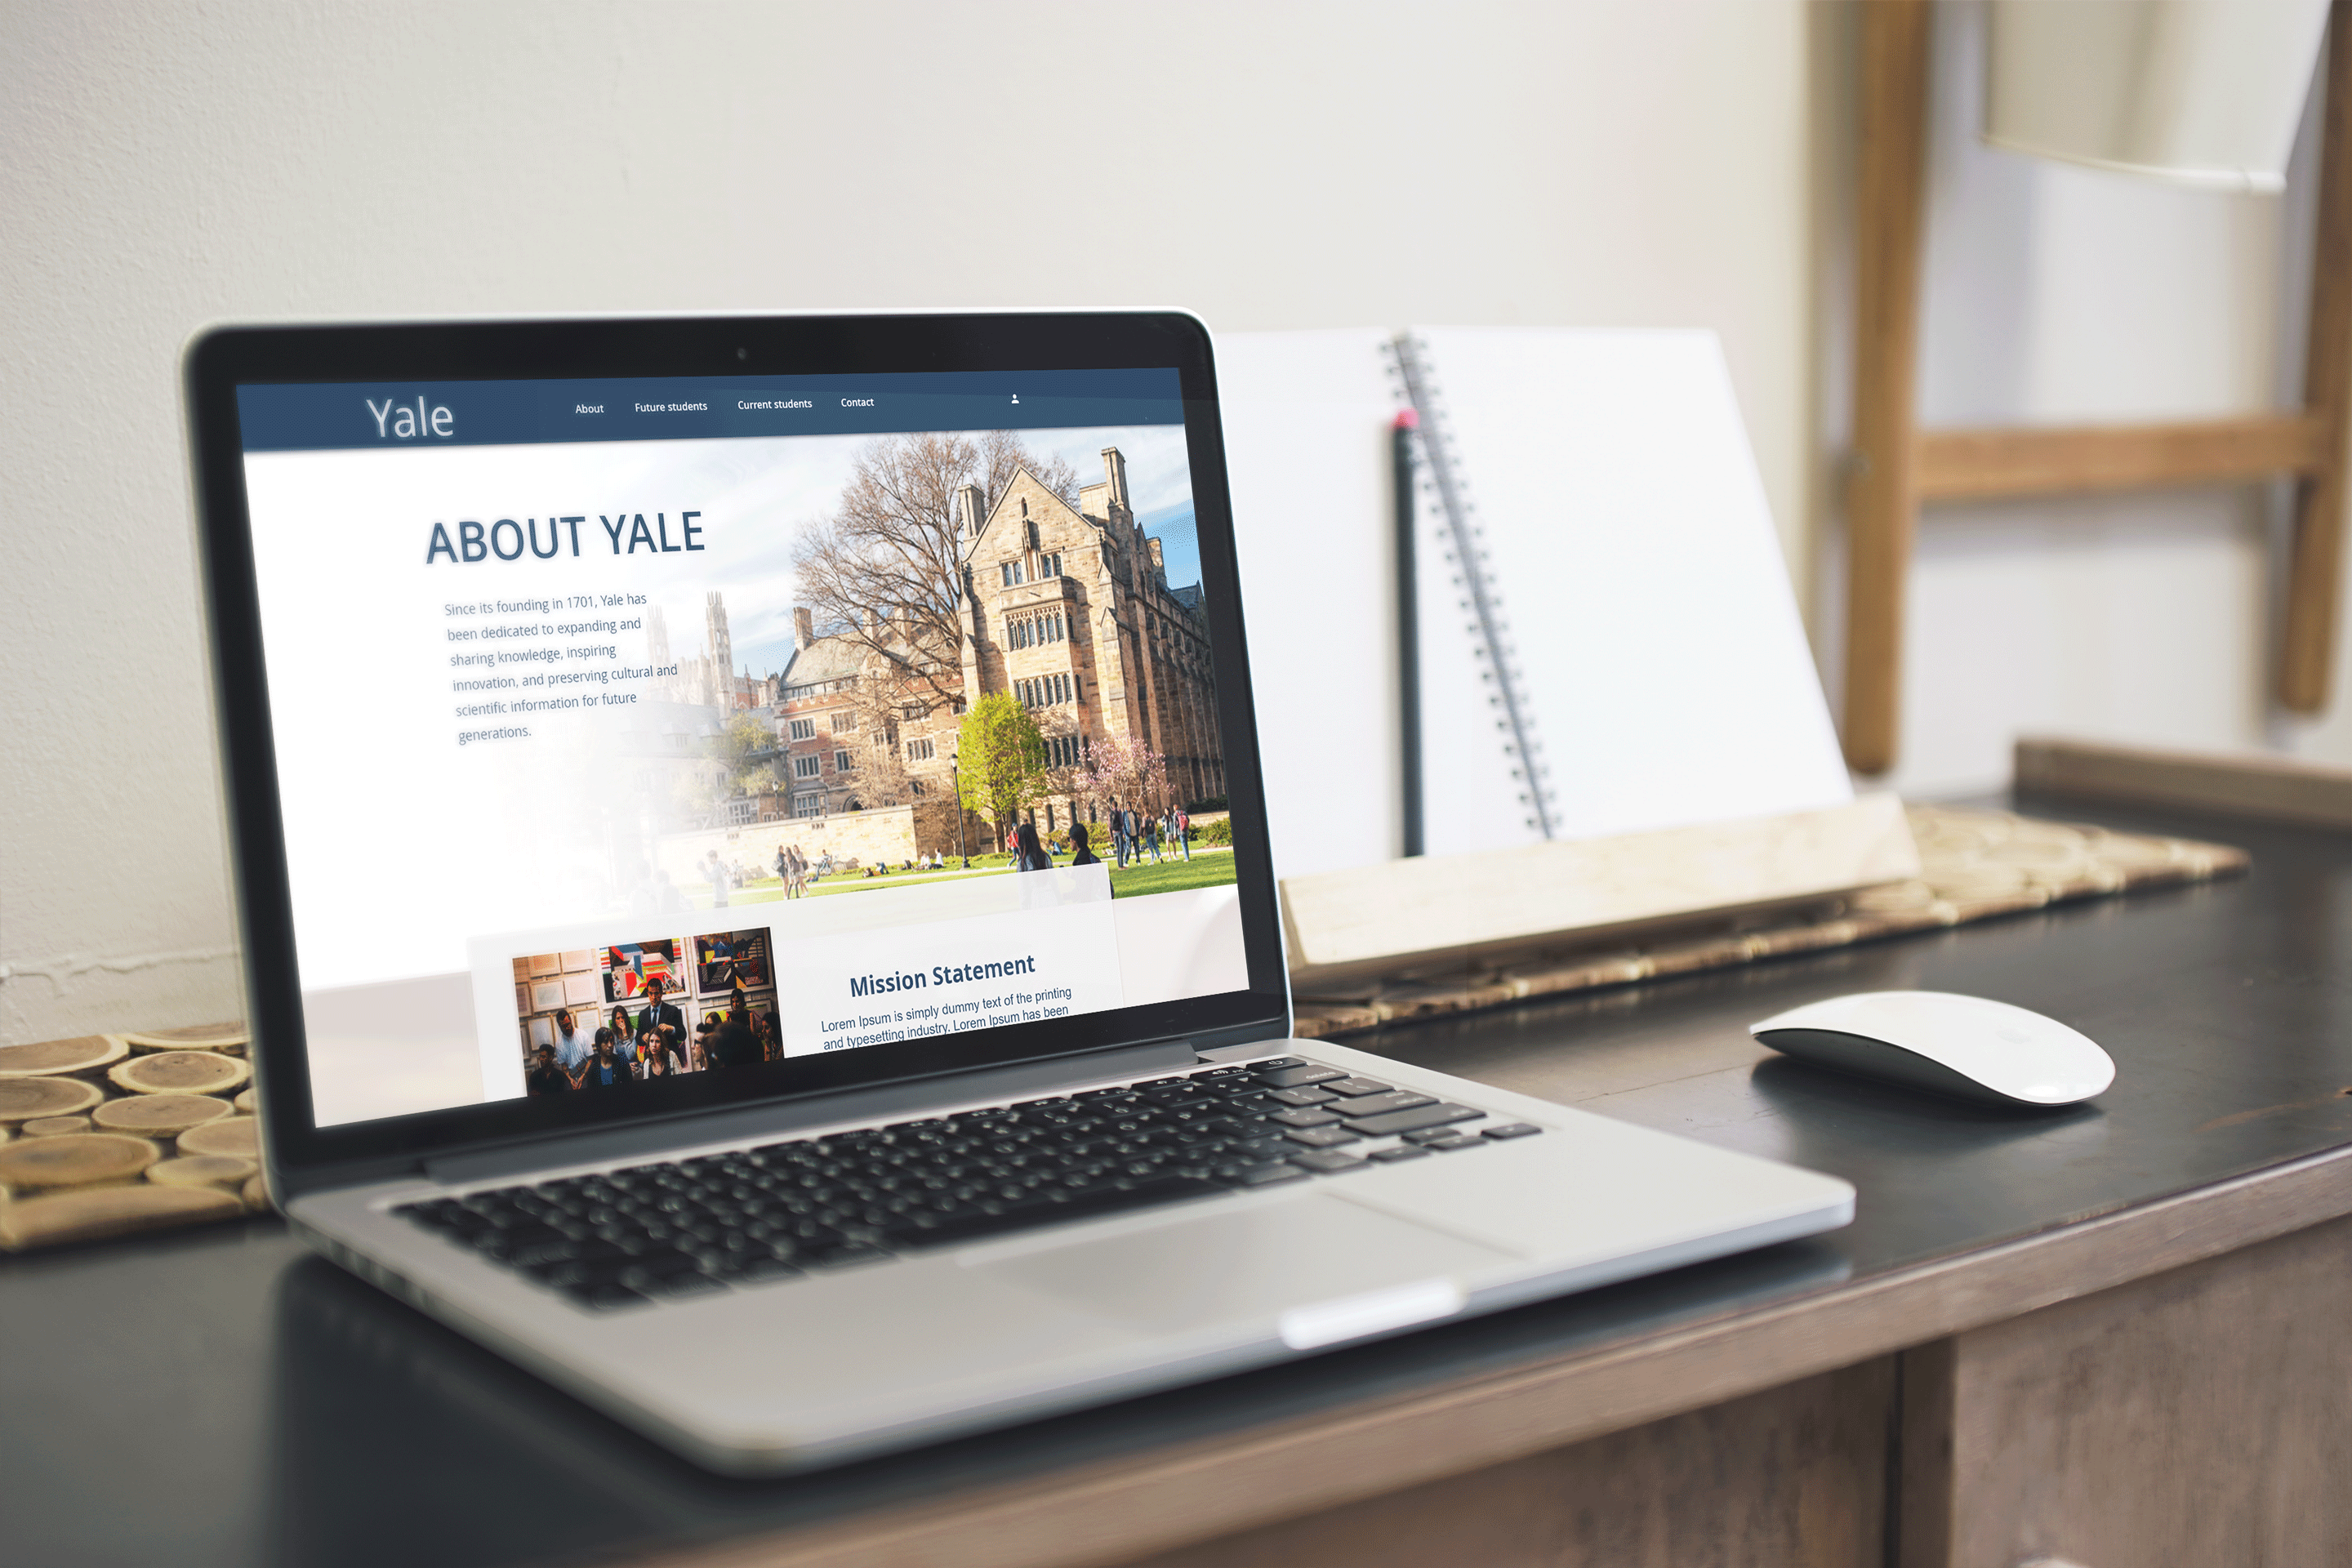 Yale
About Future students Current students Contact
ABOUT YALE
Since its founding in 1701, Yale has
been dedicated to expanding and
sharing knowledge, inspiring
innovation, and preserving cultural and
scientific information for future
generations.
Mission Statement
Lorem Ipsum is simply dummy text of the printing
and typesetting industry. Lorem Ipsum has been